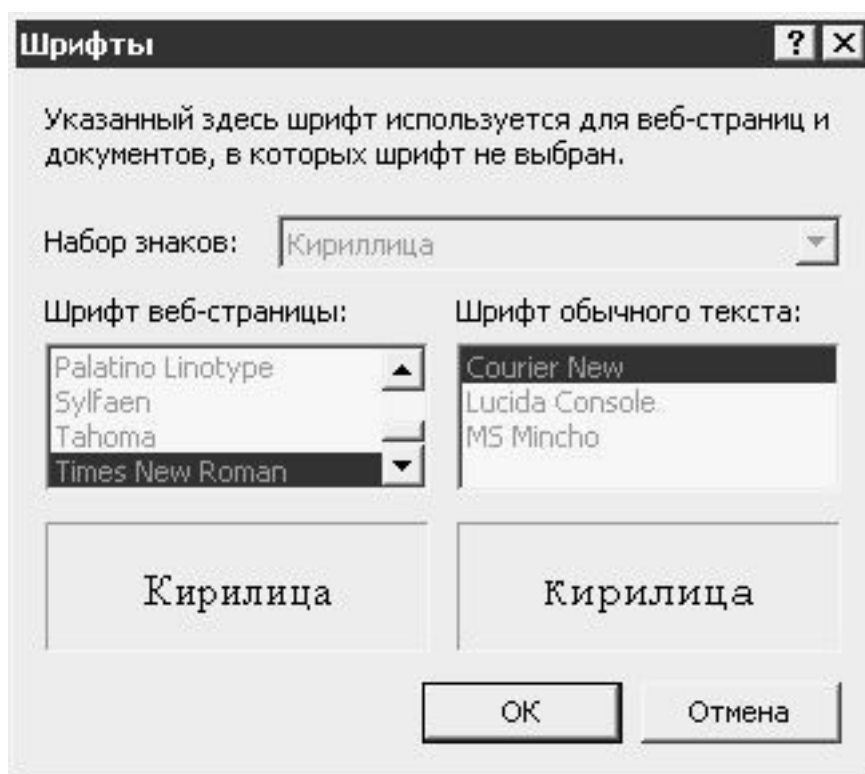 Шрифты
Указанный здесь шрифт используется для веб-страниц и
документов, в которых шрифт не выбран.
Набор знаков: Кириллица
Шрифт веб-страницы: Шрифт обычного текста:
Palatino Linotype Courier New
Sylfaen Lucida Console
Tahoma MS Mincho
Times New Roman
Кирилица кирилица
ОК Отмена